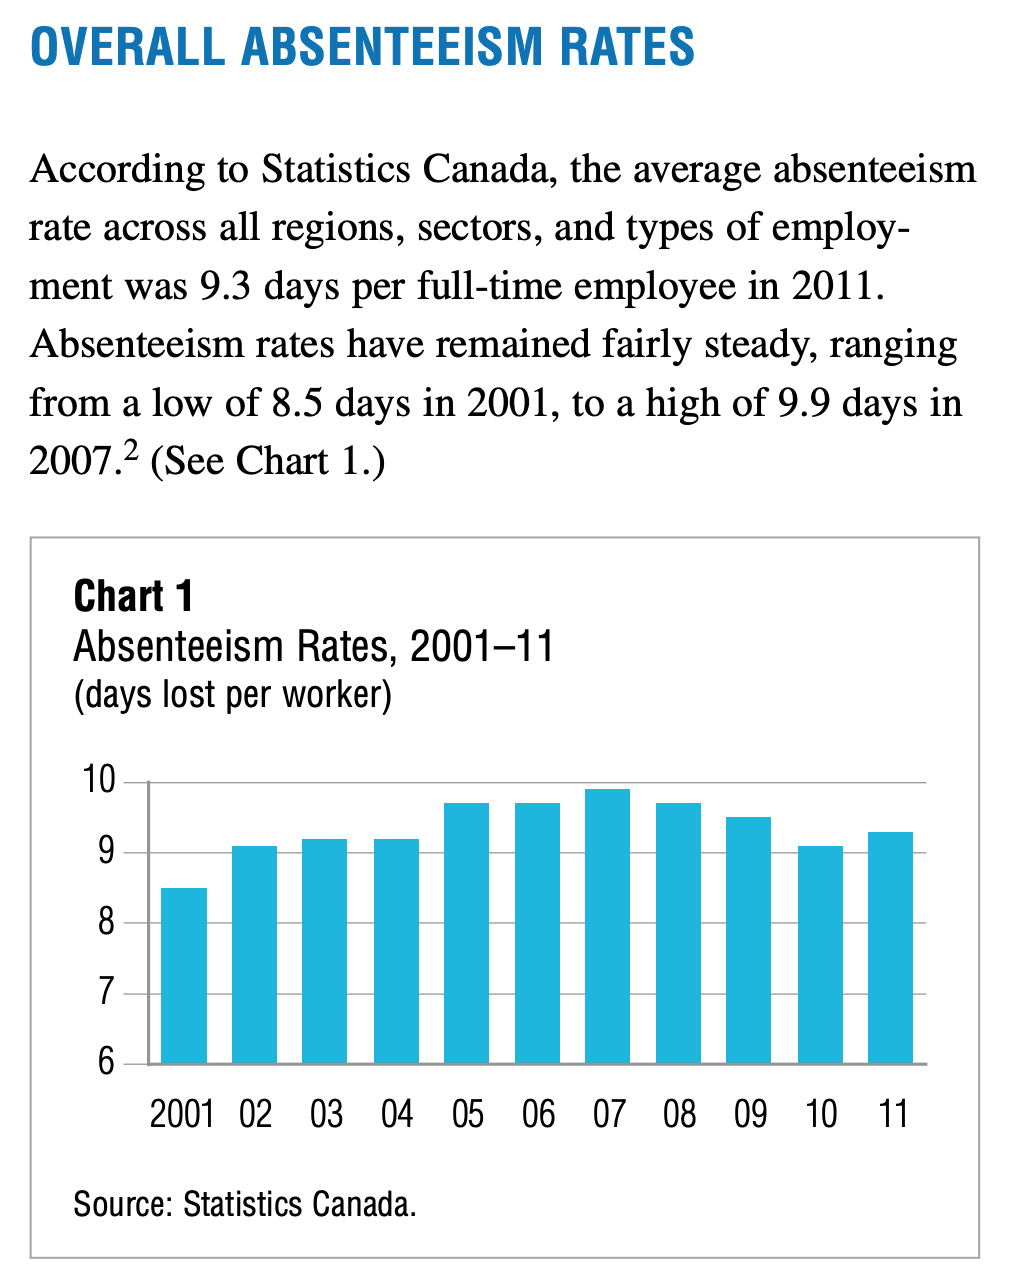 OVERALL ABSENTEEISM RATES
According to Statistics Canada, the average absenteeism
rate across all regions, sectors, and types of employ-
ment was 9.3 days per full-time employee in 2011.
Absenteeism rates have remained fairly steady, ranging
from a low of 8.5 days in 2001, to a high of 9.9 days in
2007.² (See Chart 1.)
Chart 1
Absenteeism Rates, 2001–11
(days lost per worker)
10
9
8
7
6
2001 02 03 04 05 06 07 08 09 10 11
Source: Statistics Canada.